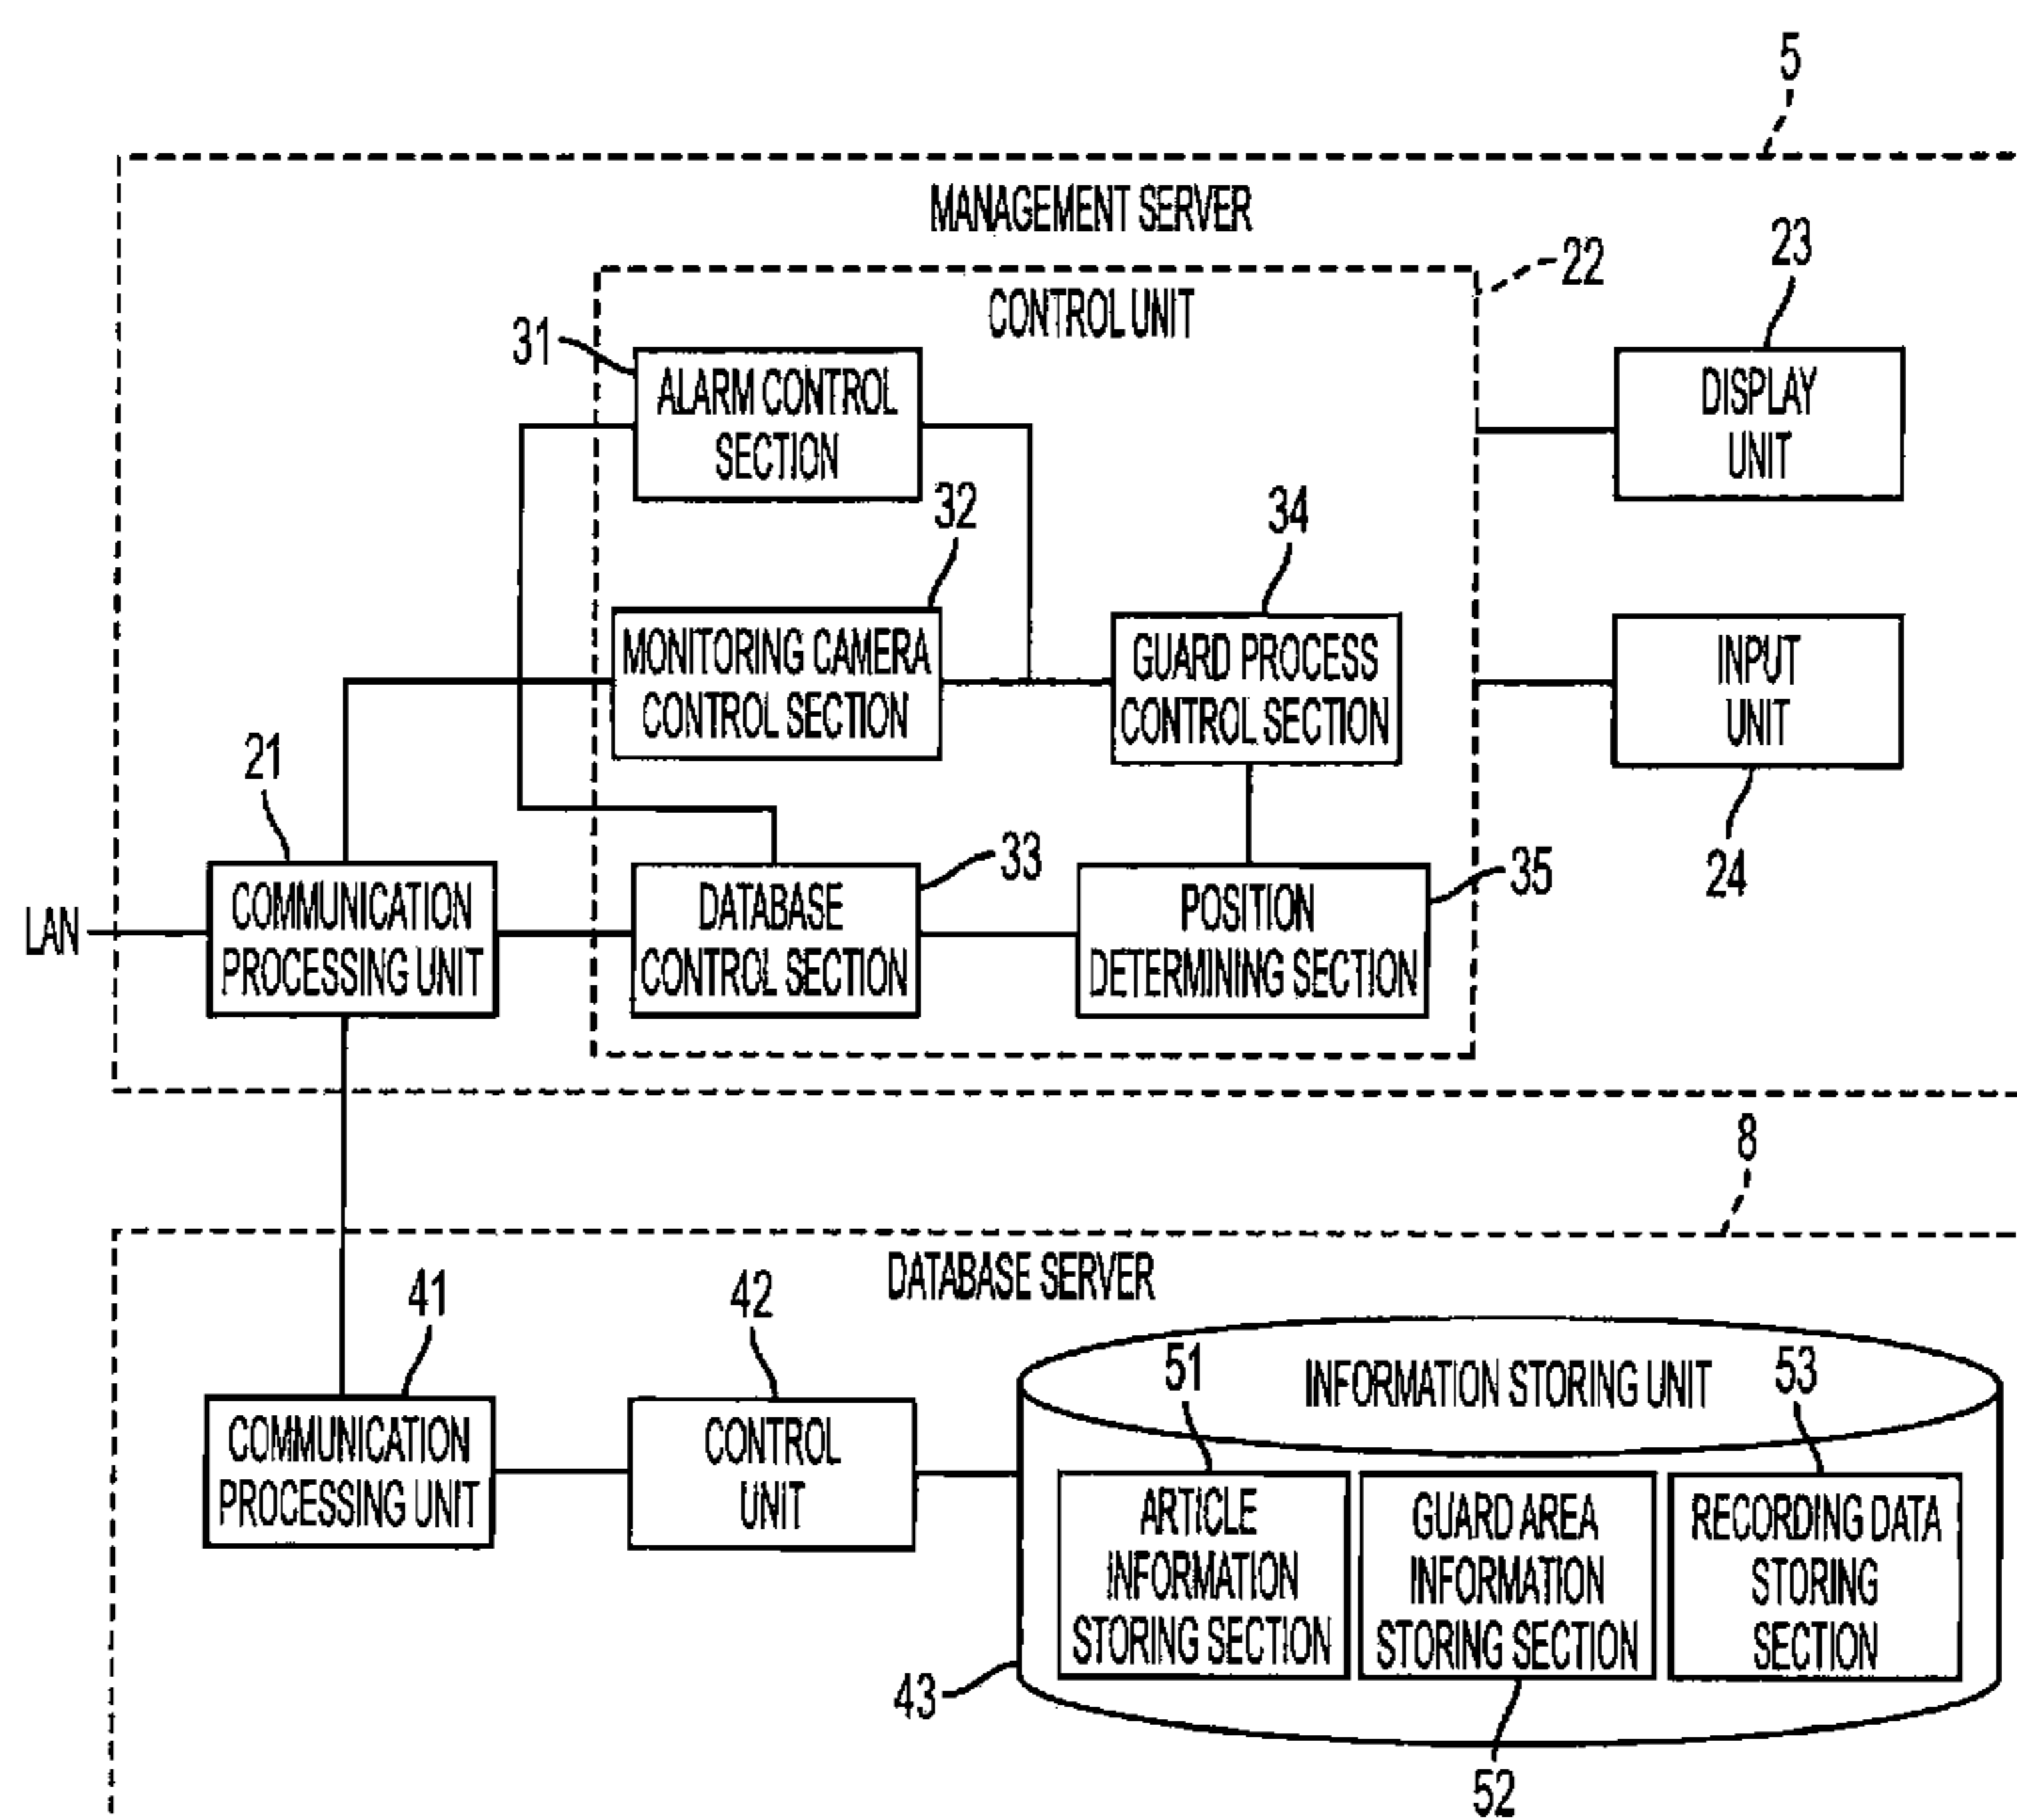 5
MANAGEMENT SERVER
22
23
CONTROL UNIT
31
ALARM CONTROL
SECTION
DISPLAY
UNIT
32
34
MONITORING CAMERA
CONTROL SECTION
GUARD PROCESS
CONTROL SECTION
INPUT
UNIT
21
33
35
24
LAN
COMMUNICATION
PROCESSING UNIT
DATABASE
CONTROL SECTION
POSITION
DETERMINING SECTION
8
DATABASE SERVER
41
42
51
INFORMATION STORING UNIT
53
COMMUNICATION
PROCESSING UNIT
CONTROL
UNIT
ARTICLE
INFORMATION
STORING SECTION
GUARD AREA
INFORMATION
STORING SECTION
RECORDING DATA
STORING
SECTION
43
52